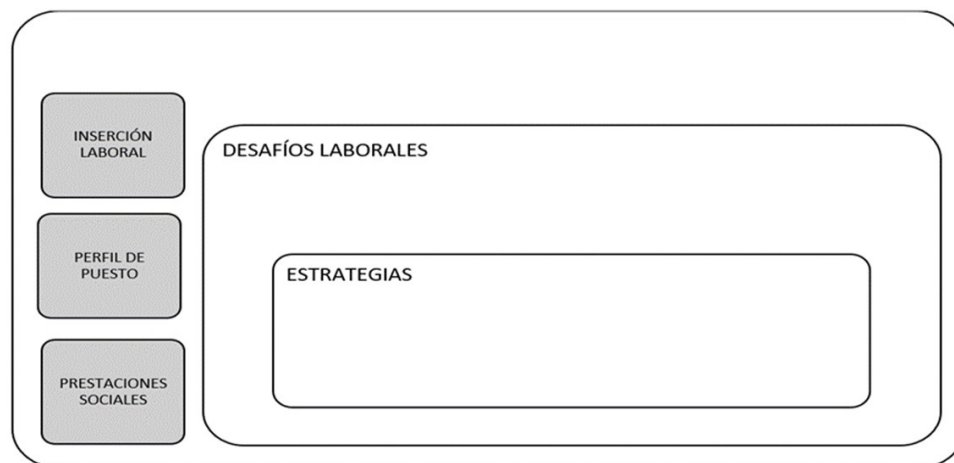 INSERCIÓN
LABORAL
DESAFÍOS LABORALES
PERFIL DE
PUESTO
ESTRATEGIAS
PRESTACIONES
SOCIALES